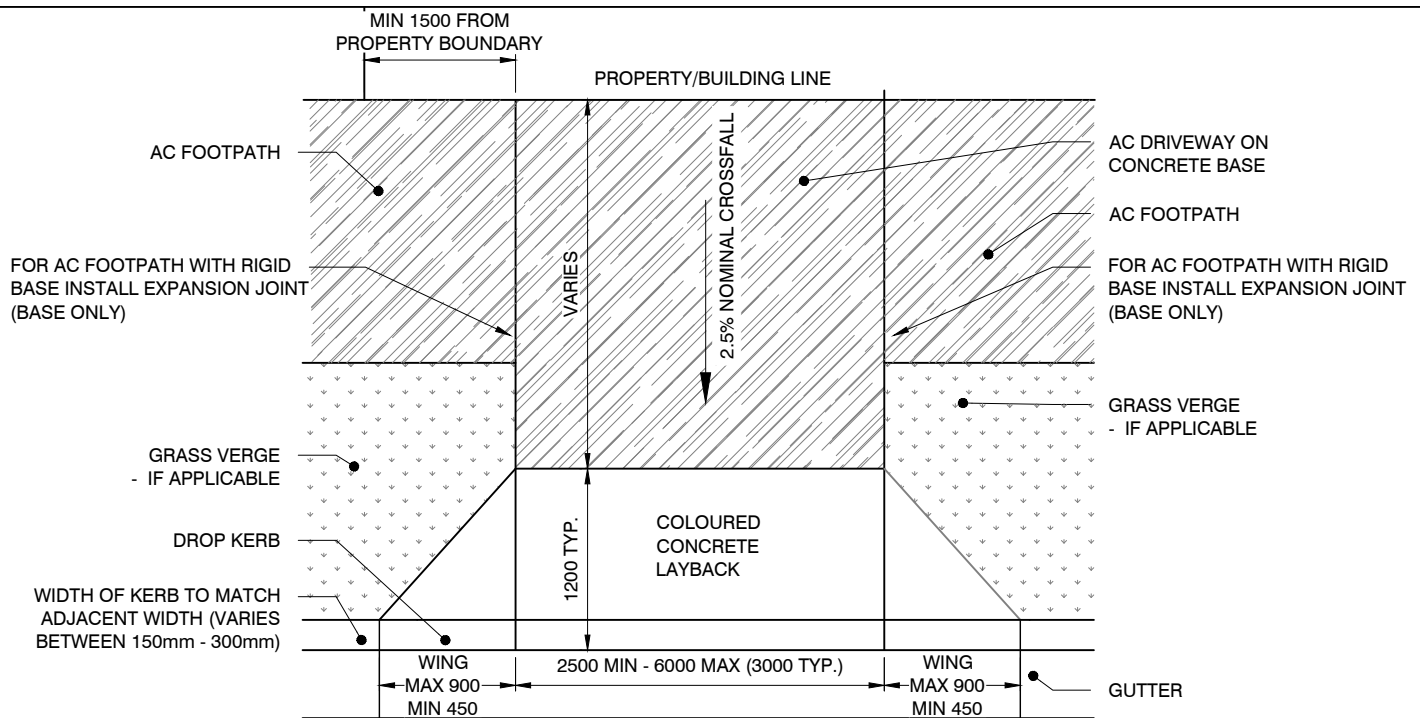 MIN 1500 FROM
PROPERTY BOUNDARY
PROPERTY/BUILDING LINE
AC FOOTPATH
AC DRIVEWAY ON
CONCRETE BASE
AC FOOTPATH
2.5% NOMINAL CROSSFALL
VARIES
FOR AC FOOTPATH WITH RIGID
BASE INSTALL EXPANSION JOINT
(BASE ONLY)
FOR AC FOOTPATH WITH RIGID
BASE INSTALL EXPANSION JOINT
(BASE ONLY)
GRASS VERGE
- IF APPLICABLE
GRASS VERGE
- IF APPLICABLE
DROP KERB
1200 TYP.
COLOURED
CONCRETE
LAYBACK
WIDTH OF KERB TO MATCH
ADJACENT WIDTH (VARIES
BETWEEN 150mm - 300mm)
WING
MAX 900
MIN 450
2500 MIN - 6000 MAX (3000 TYP.)
WING
MAX 900
MIN 450
GUTTER